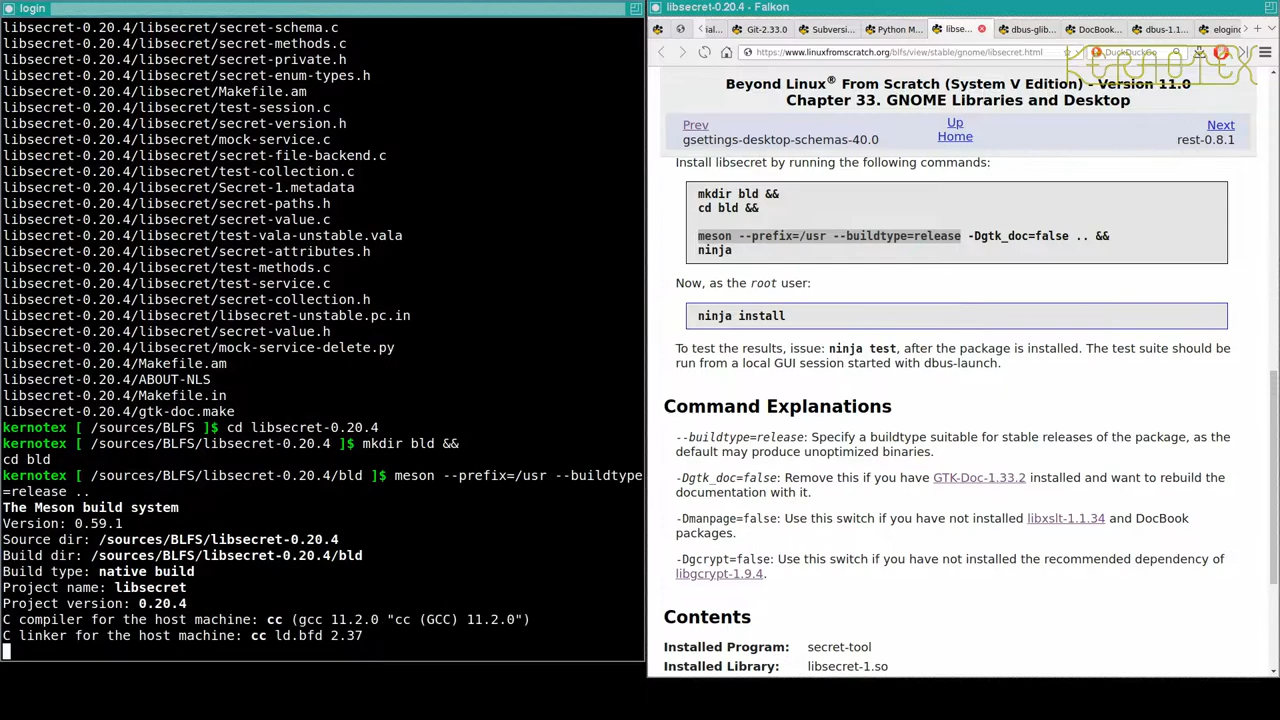 login
libsecret-0.20.4/libsecret/secret-schema.c
libsecret-0.20.4/libsecret/secret-methods.c
libsecret-0.20.4/libsecret/secret-private.h
libsecret-0.20.4/libsecret/secret-enum-types.h
libsecret-0.20.4/libsecret/Makefile.am
libsecret-0.20.4/libsecret/test-session.c
libsecret-0.20.4/libsecret/secret-version.h
libsecret-0.20.4/libsecret/mock-service.c
libsecret-0.20.4/libsecret/secret-file-backend.c
libsecret-0.20.4/libsecret/test-collection.c
libsecret-0.20.4/libsecret/Secret-1.metadata
libsecret-0.20.4/libsecret/secret-paths.h
libsecret-0.20.4/libsecret/secret-value.c
libsecret-0.20.4/libsecret/test-vala-unstable.vala
libsecret-0.20.4/libsecret/secret-attributes.h
libsecret-0.20.4/libsecret/test-methods.c
libsecret-0.20.4/libsecret/test-service.c
libsecret-0.20.4/libsecret/secret-collection.h
libsecret-0.20.4/libsecret/libsecret-unstable.pc.in
libsecret-0.20.4/libsecret/secret-value.h
libsecret-0.20.4/libsecret/mock-service-delete.py
libsecret-0.20.4/Makefile.am
libsecret-0.20.4/ABOUT-NLS
libsecret-0.20.4/Makefile.in
libsecret-0.20.4/gtk-doc.make
kernotex [ /sources/BLFS ]$ cd libsecret-0.20.4
kernotex [ /sources/BLFS/libsecret-0.20.4 ]$ mkdir bld &&
cd bld
kernotex [ /sources/BLFS/libsecret-0.20.4/bld ]$ meson --prefix=/usr --buildtype
=release ..
The Meson build system
Version: 0.59.1
Source dir: /sources/BLFS/libsecret-0.20.4
Build dir: /sources/BLFS/libsecret-0.20.4/bld
Build type: native build
Project name: libsecret
Project version: 0.20.4
C compiler for the host machine: cc (gcc 11.2.0 "cc (GCC) 11.2.0")
C linker for the host machine: cc ld.bfd 2.37
libsecret-0.20.4 - Falkon
ial... Git-2.33.0 Subversi... Python M... libse... dbus-glib... DocBook... dbus-1.1... eloginc
https://www.linuxfromscratch.org/blfs/view/stable/gnome/libsecret.html DuckDuckGo
KERNOTEX
Beyond Linux® From Scratch (System V Edition) - Version 11.0
Chapter 33. GNOME Libraries and Desktop
Prev Up Next
gsettings-desktop-schemas-40.0 Home rest-0.8.1
Install libsecret by running the following commands:
mkdir bld &&
cd bld &&
meson --prefix=/usr --buildtype=release -Dgtk_doc=false .. &&
ninja
Now, as the root user:
ninja install
To test the results, issue: ninja test, after the package is installed. The test suite should be
run from a local GUI session started with dbus-launch.
Command Explanations
--buildtype=release: Specify a buildtype suitable for stable releases of the package, as the
default may produce unoptimized binaries.
-Dgtk_doc=false: Remove this if you have GTK-Doc-1.33.2 installed and want to rebuild the
documentation with it.
-Dmanpage=false: Use this switch if you have not installed libxslt-1.1.34 and DocBook
packages.
-Dgcrypt=false: Use this switch if you have not installed the recommended dependency of
libgcrypt-1.9.4.
Contents
Installed Program: secret-tool
Installed Library: libsecret-1.so